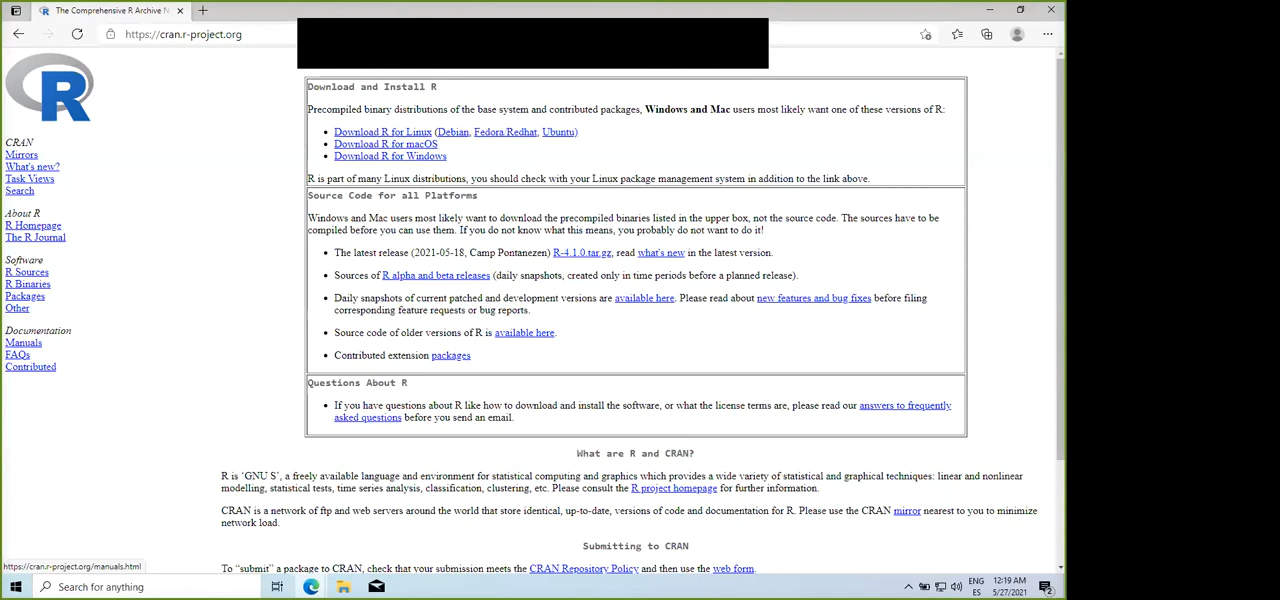 The Comprehensive R Archive N
https://cran.r-project.org
R
CRAN
Mirrors
What's new?
Task Views
Search
About R
R Homepage
The R Journal
Software
R Sources
R Binaries
Packages
Other
Documentation
Manuals
FAQs
Contributed
Download and Install R
Precompiled binary distributions of the base system and contributed packages, Windows and Mac users most likely want one of these versions of R:
• Download R for Linux (Debian, Fedora/Redhat, Ubuntu)
• Download R for macOS
• Download R for Windows
R is part of many Linux distributions, you should check with your Linux package management system in addition to the link above.
Source Code for all Platforms
Windows and Mac users most likely want to download the precompiled binaries listed in the upper box, not the source code. The sources have to be
compiled before you can use them. If you do not know what this means, you probably do not want to do it!
• The latest release (2021-05-18, Camp Pontanezen) R-4.1.0.tar.gz, read what's new in the latest version.
• Sources of R alpha and beta releases (daily snapshots, created only in time periods before a planned release).
• Daily snapshots of current patched and development versions are available here. Please read about new features and bug fixes before filing
corresponding feature requests or bug reports.
• Source code of older versions of R is available here.
• Contributed extension packages
Questions About R
• If you have questions about R like how to download and install the software, or what the license terms are, please read our answers to frequently
asked questions before you send an email.
What are R and CRAN?
R is ‘GNU S’, a freely available language and environment for statistical computing and graphics which provides a wide variety of statistical and graphical techniques: linear and nonlinear
modelling, statistical tests, time series analysis, classification, clustering, etc. Please consult the R project homepage for further information.
CRAN is a network of ftp and web servers around the world that store identical, up-to-date, versions of code and documentation for R. Please use the CRAN mirror nearest to you to minimize
network load.
Submitting to CRAN
To “submit” a package to CRAN, check that your submission meets the CRAN Repository Policy and then use the web form.
https://cran.r-project.org/manuals.html
Search for anything
ENG
ES
12:19 AM
5/27/2021
2